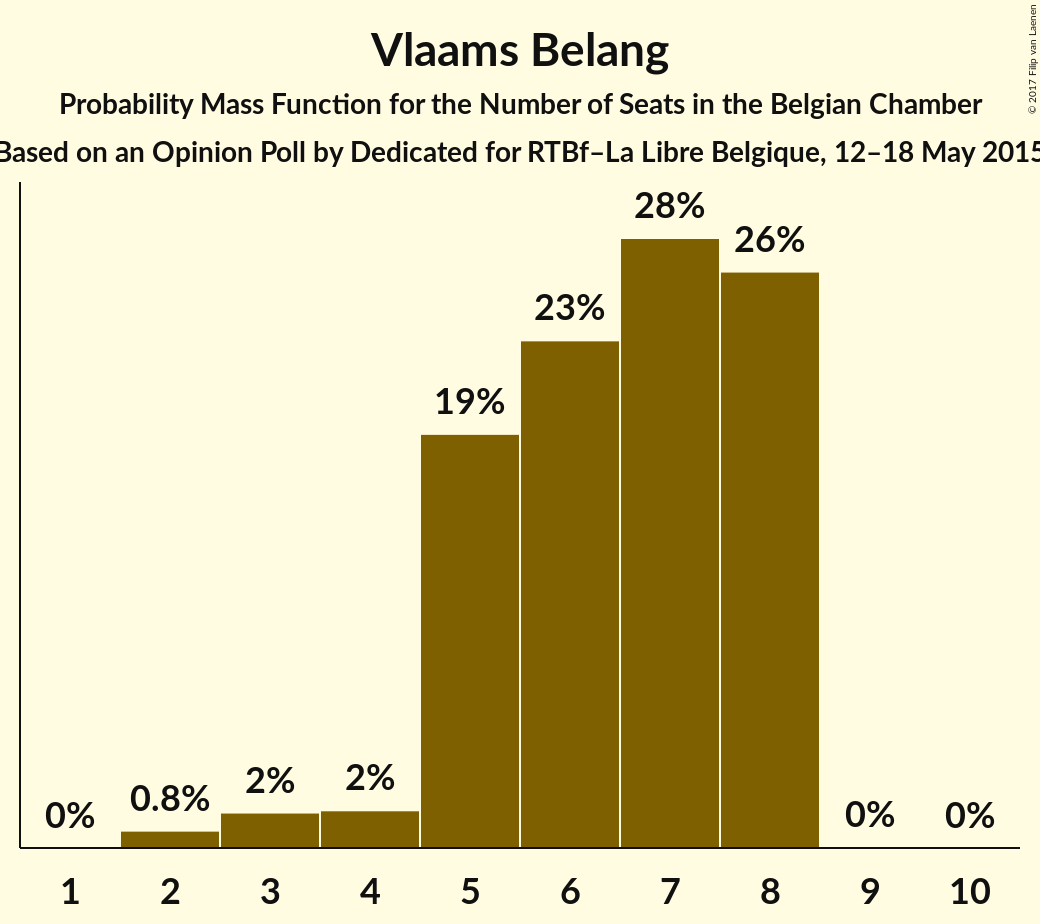 Vlaams Belang
Probability Mass Function for the Number of Seats in the Belgian Chamber
Based on an Opinion Poll by Dedicated for RTBf–La Libre Belgique, 12–18 May 2015
© 2017 Filip van Laenen
0% 0.8% 2% 2% 19% 23% 28% 26% 0% 0%
1 2 3 4 5 6 7 8 9 10